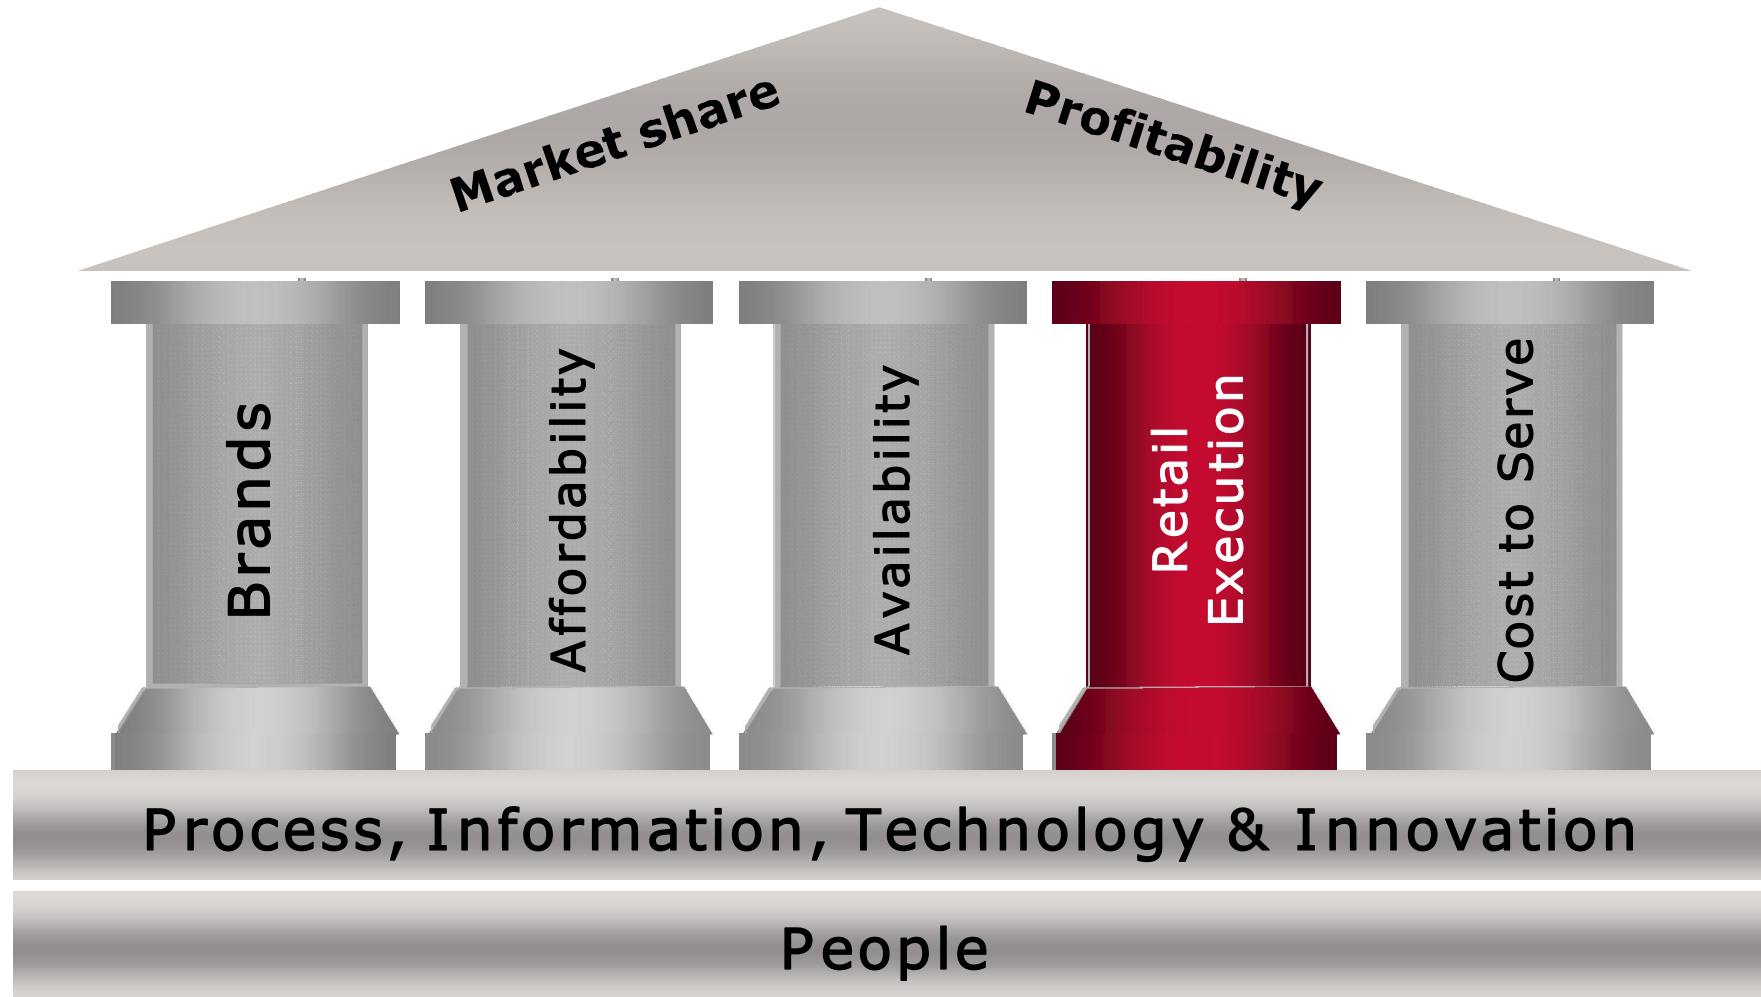 Market share
Profitability
Brands
Affordability
Availability
Retail
Execution
Cost to Serve
Process, Information, Technology & Innovation
People